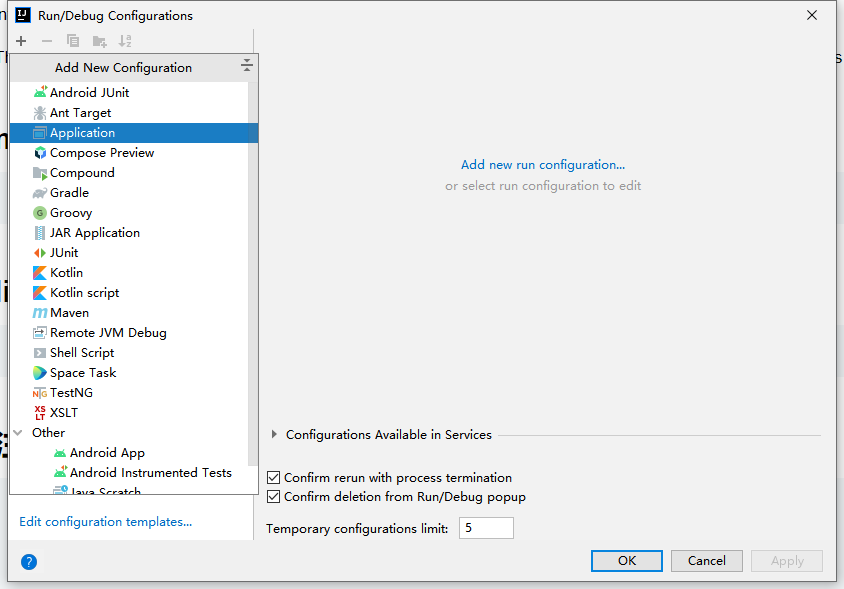 Run/Debug Configurations
Add New Configuration
Android JUnit
Ant Target
Application
Compose Preview
Compound
Gradle
Groovy
JAR Application
JUnit
Kotlin
Kotlin script
Maven
Remote JVM Debug
Shell Script
Space Task
TestNG
XSLT
Other
Android App
Android Instrumented Tests
Java Scratch
Edit configuration templates...
Add new run configuration...
or select run configuration to edit
Configurations Available in Services
Confirm rerun with process termination
Confirm deletion from Run/Debug popup
Temporary configurations limit: 5
? OK Cancel Apply